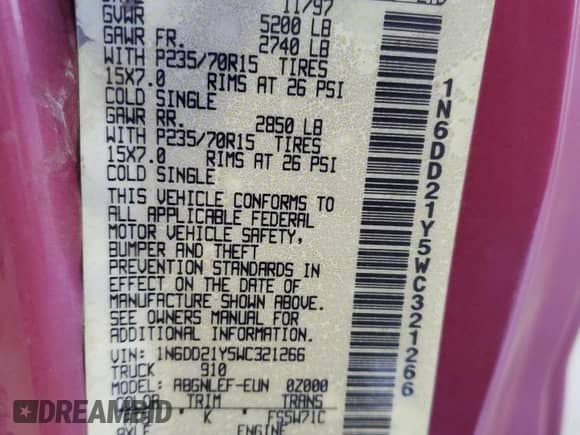 11/97
GVWR 5200 LB
GAWR FR. 2740 LB
WITH P235/70R15 TIRES
15X7.0 RIMS AT 26 PSI
COLD SINGLE
GAWR RR. 2850 LB
WITH P235/70R15 TIRES
15X7.0 RIMS AT 26 PSI
COLD SINGLE
THIS VEHICLE CONFORMS TO
ALL APPLICABLE FEDERAL
MOTOR VEHICLE SAFETY,
BUMPER AND THEFT
PREVENTION STANDARDS IN
EFFECT ON THE DATE OF
MANUFACTURE SHOWN ABOVE.
SEE OWNERS MANUAL FOR
ADDITIONAL INFORMATION.
VIN: 1N6DD21Y5WC321266
TRUCK 910
MODEL: ABGNLEF-EUN 0Z000
COLOR TRIM TRANS
K FS5W71C
AXLE ENGINE
1N6DD21Y5WC321266
DREAMBID